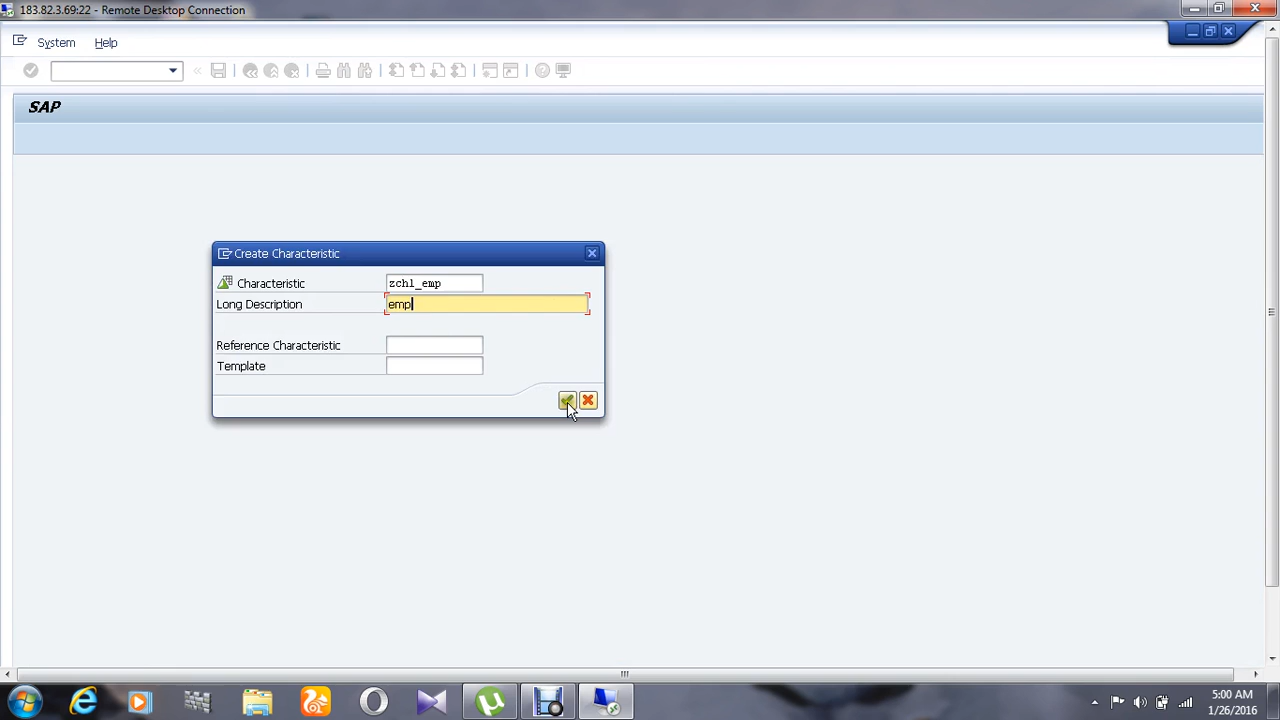 183.82.3.69:22 - Remote Desktop Connection
System Help
SAP
Create Characteristic
Characteristic zchl_emp
Long Description emp
Reference Characteristic
Template
5:00 AM
1/26/2016